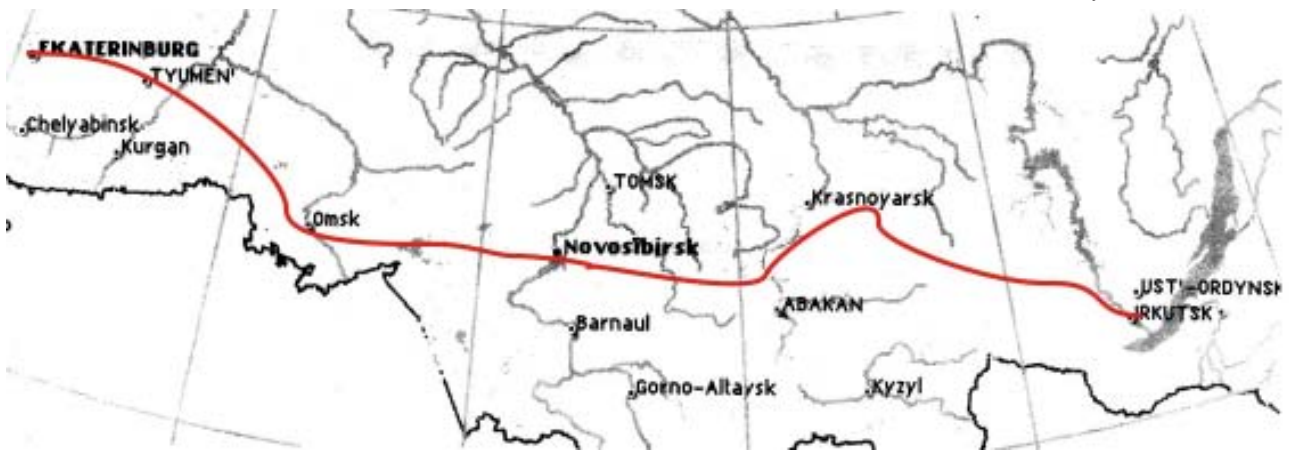 EKATERINBURG
TYUMEN'
Chelyabinsk
Kurgan
TOMSK
Krasnoyarsk
Omsk
Novosibirsk
UST'-ORDYNSK
IRKUTSK
ABAKAN
Barnaul
Gorno-Altaysk
Kyzyl